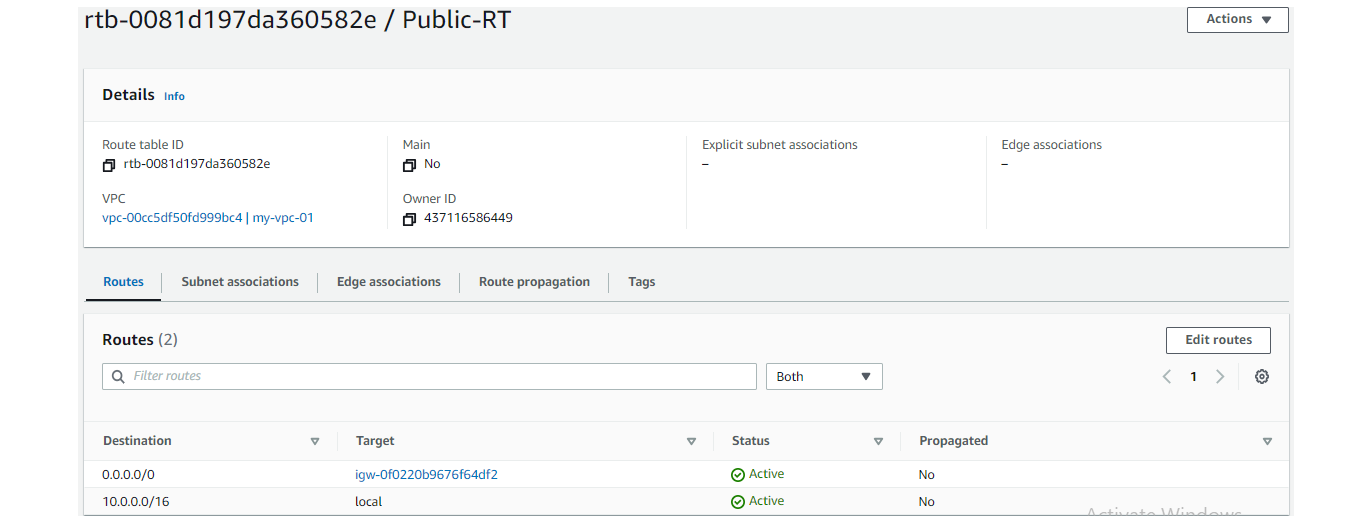 rtb-0081d197da360582e / Public-RT
Actions
Details Info
Route table ID
rtb-0081d197da360582e
Main
No
Explicit subnet associations
–
Edge associations
–
VPC
vpc-00cc5df50fd999bc4 | my-vpc-01
Owner ID
437116586449
Routes Subnet associations Edge associations Route propagation Tags
Routes (2)
Edit routes
Filter routes
Both
1
Destination Target Status Propagated
0.0.0.0/0 igw-0f0220b9676f64df2 Active No
10.0.0.0/16 local Active No
Activate Windows